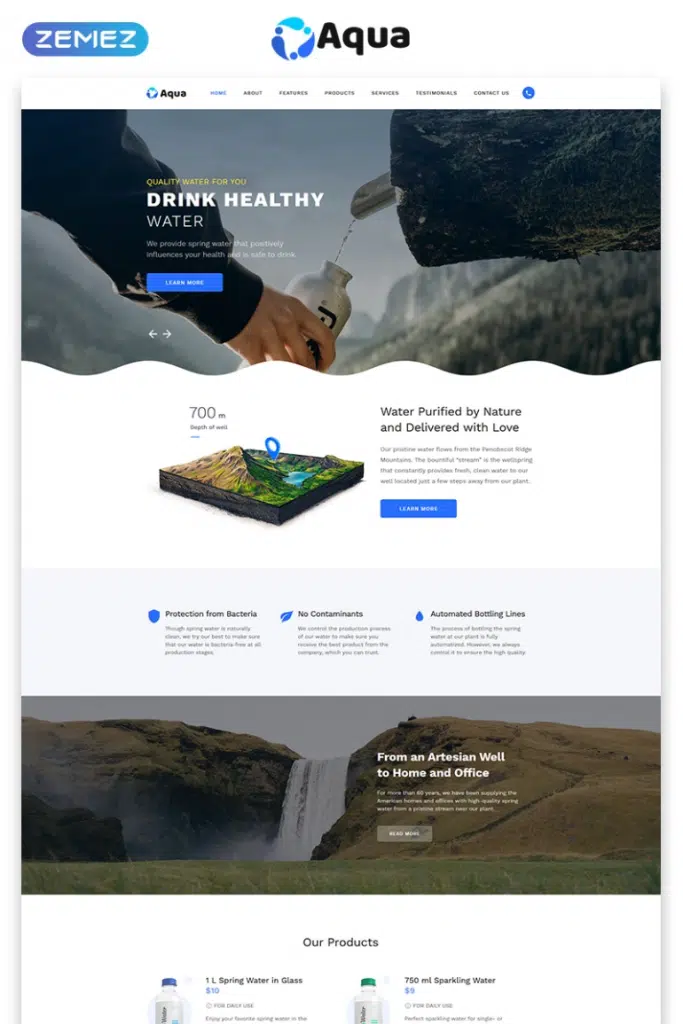 ZEMEZ
Aqua
Aqua
HOME
ABOUT
FEATURES
PRODUCTS
SERVICES
TESTIMONIALS
CONTACT US
QUALITY WATER FOR YOU
DRINK HEALTHY
WATER
We provide spring water that positively
influences your health and is safe to drink.
LEARN MORE
700 m
Depth of well
Water Purified by Nature
and Delivered with Love
Our pristine water flows from the Penobscot Ridge
Mountains. The bountiful "stream" is the wellspring
that constantly provides fresh, clean water to our
well located just a few steps away from our plant.
LEARN MORE
Protection from Bacteria
Though spring water is naturally
clean, we try our best to make sure
that our water is bacteria-free at all
production stages.
No Contaminants
We control the production process
of our water to make sure you
receive the best product from the
company, which you can trust.
Automated Bottling Lines
The process of bottling the spring
water at our plant is fully
automatized. However, we always
control it to ensure the high quality.
From an Artesian Well
to Home and Office
For more than 60 years, we have been supplying the
American homes and offices with high-quality spring
water from a pristine stream near our plant.
READ MORE
Our Products
1 L Spring Water in Glass
$10
FOR DAILY USE
Enjoy your favorite spring water in the
750 ml Sparkling Water
$9
FOR DAILY USE
Perfect sparkling water for single- or